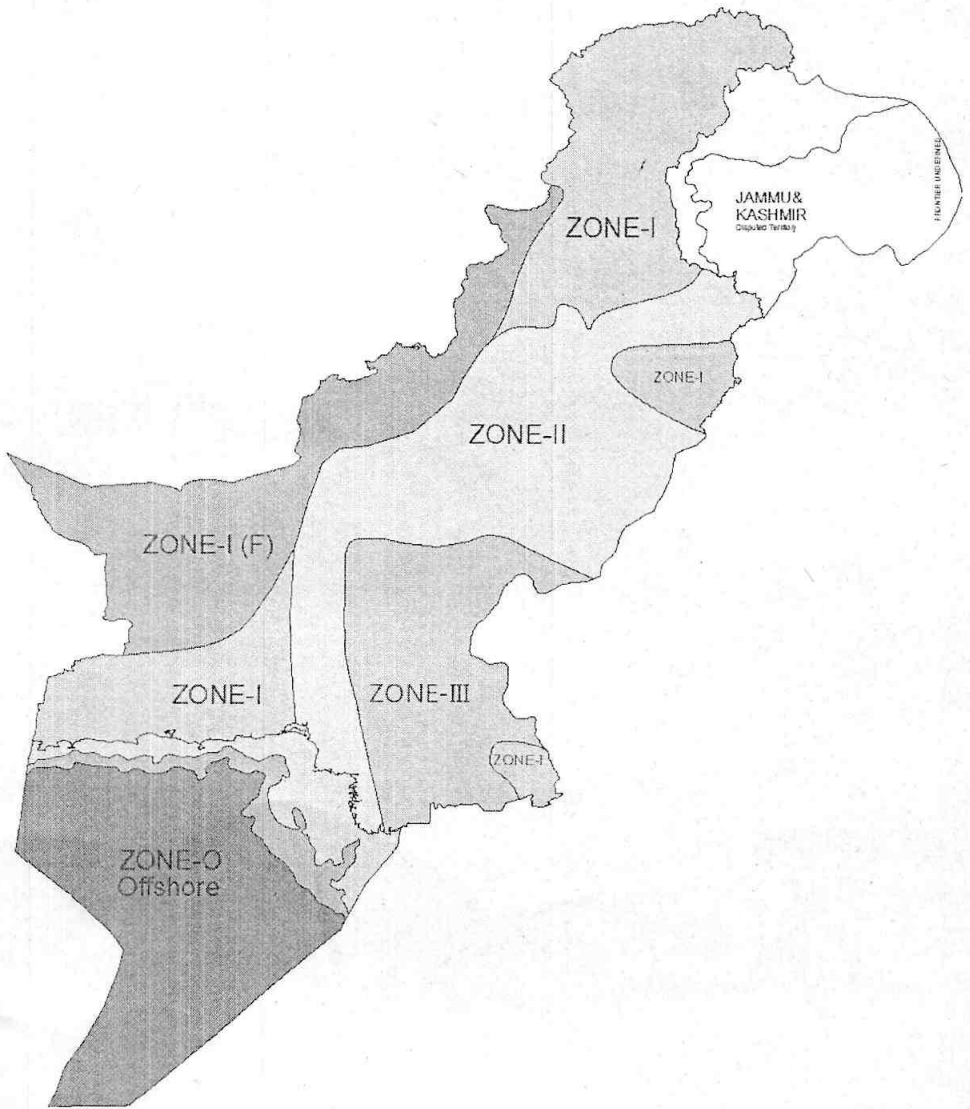 ZONE-I
JAMMU &
KASHMIR
Disputed Territory
FRONTIER UNDEFINED
ZONE-I
ZONE-II
ZONE-I (F)
ZONE-I
ZONE-III
ZONE-I
ZONE-O
Offshore